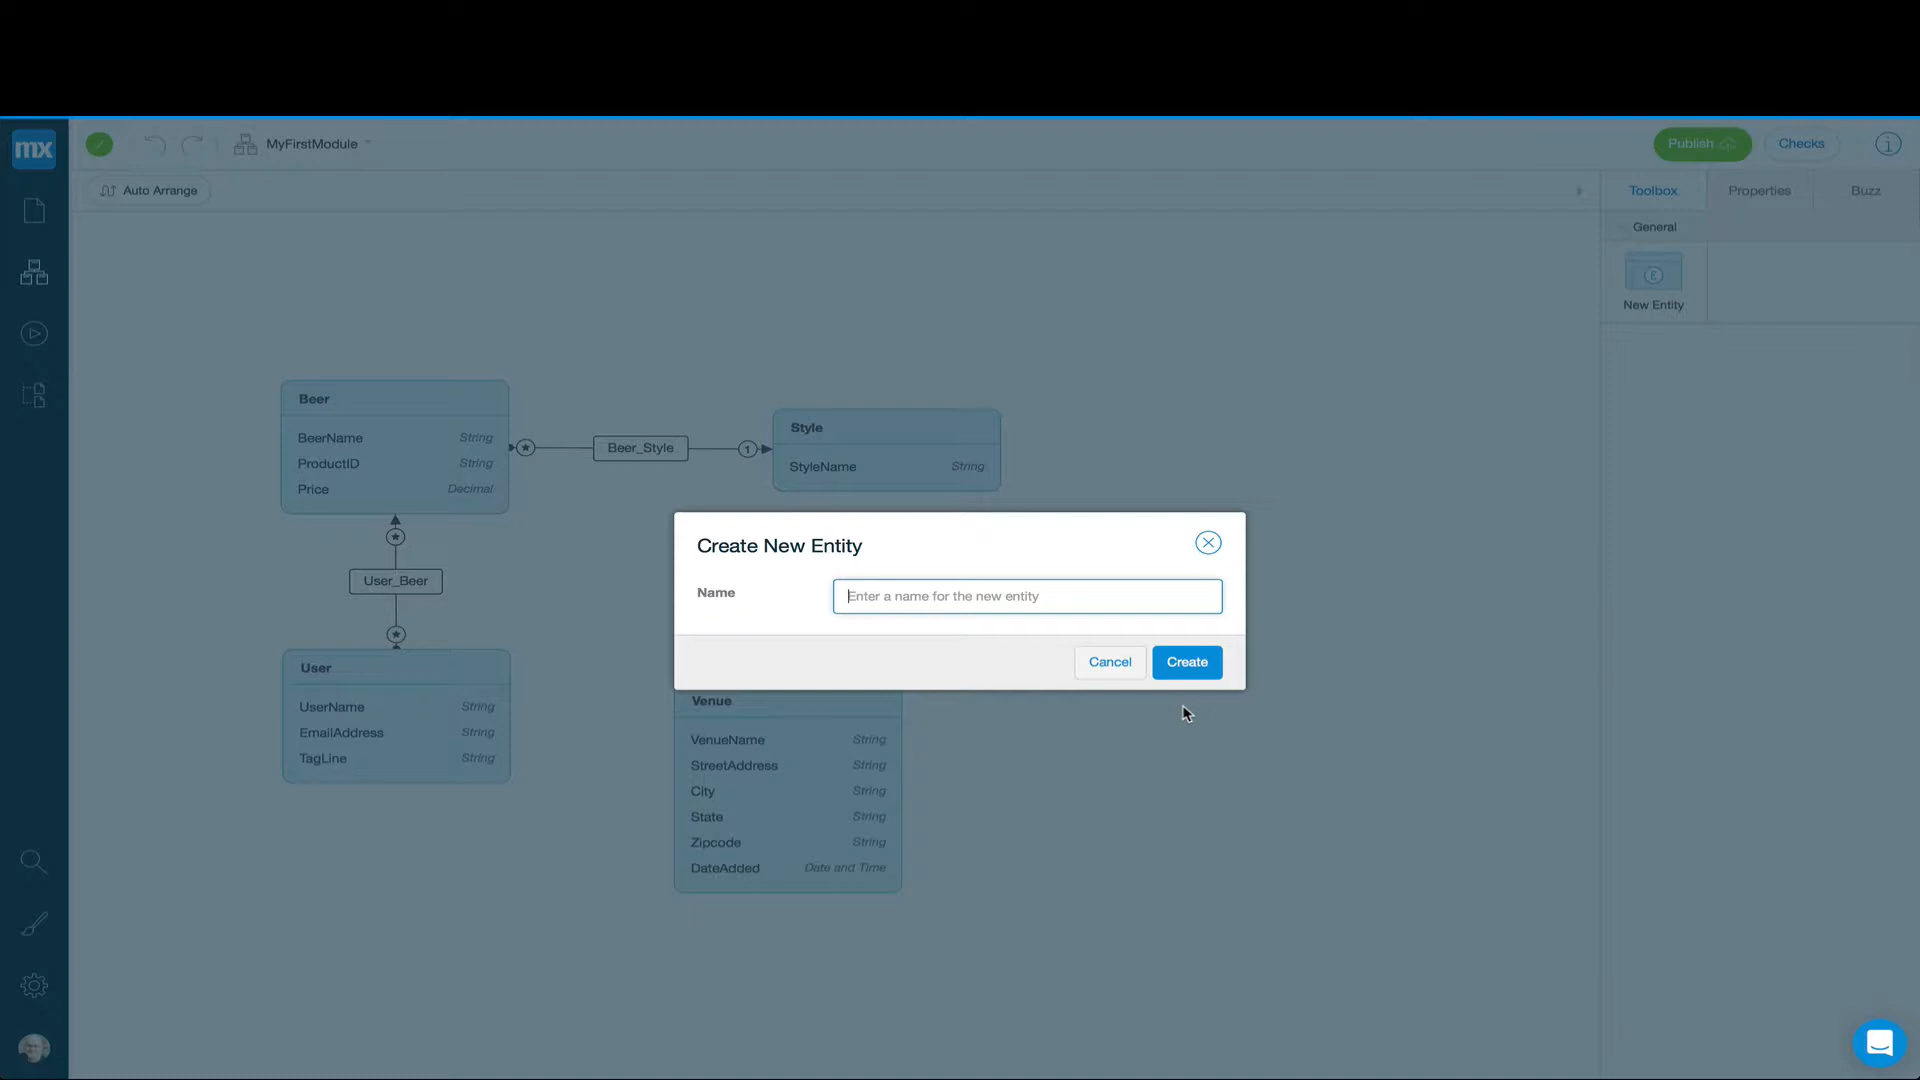 mx
MyFirstModule
Publish
Checks
Auto Arrange
Toolbox
Properties
Buzz
General
New Entity
Beer
BeerName String
ProductID String
Price Decimal
Beer_Style
1
Style
StyleName String
User_Beer
User
UserName String
EmailAddress String
TagLine String
Create New Entity
Name
Enter a name for the new entity
Cancel
Create
Venue
VenueName String
StreetAddress String
City String
State String
Zipcode String
DateAdded Date and Time